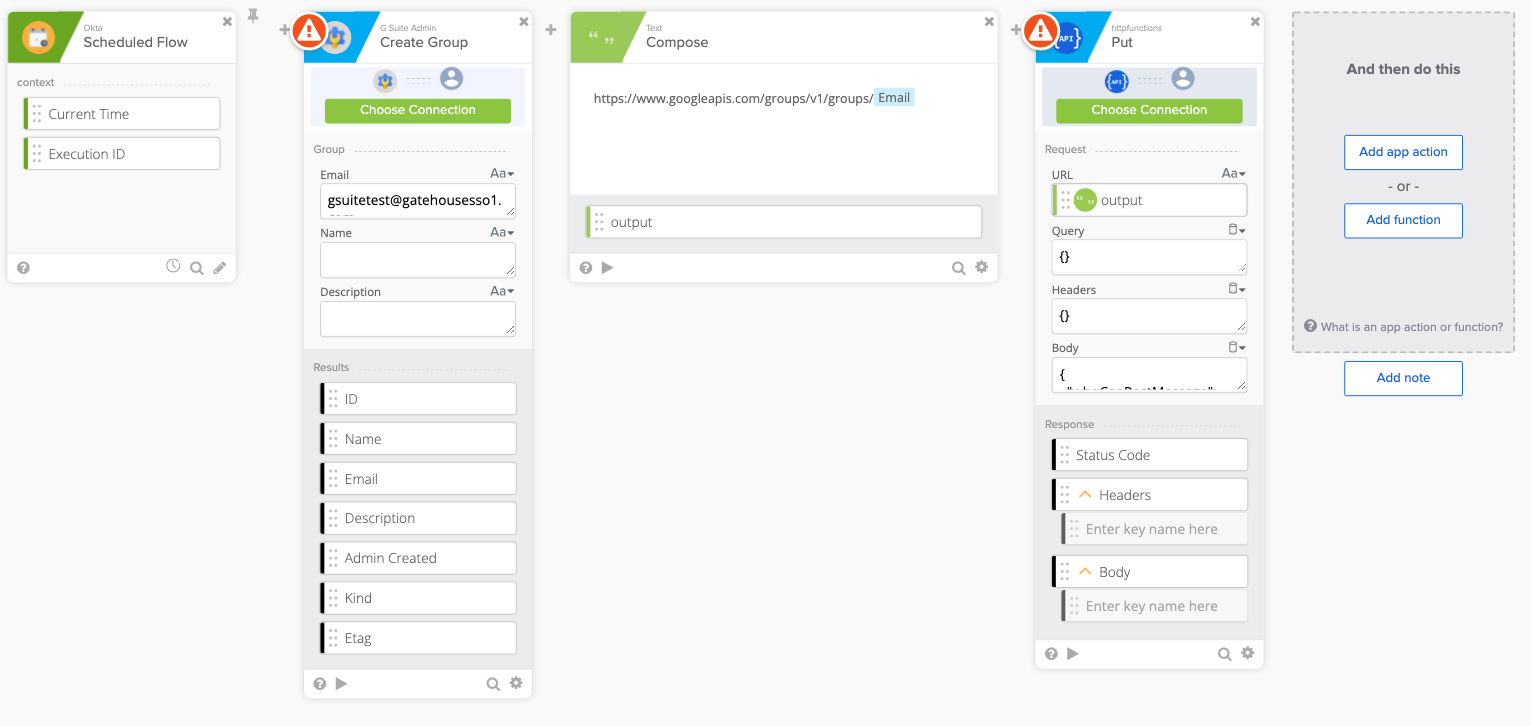 Okta
Scheduled Flow
context
Current Time
Execution ID
G Suite Admin
Create Group
Choose Connection
Group
Email
Aa
gsuitetest@gatehousesso1.
Name
Aa
Description
Aa
Results
ID
Name
Email
Description
Admin Created
Kind
Etag
Text
Compose
https://www.googleapis.com/groups/v1/groups/ Email
output
httpfunctions
Put
{API}
Choose Connection
Request
URL
Aa
output
Query
{}
Headers
{}
Body
{
Response
Status Code
Headers
Enter key name here
Body
Enter key name here
And then do this
Add app action
- or -
Add function
What is an app action or function?
Add note